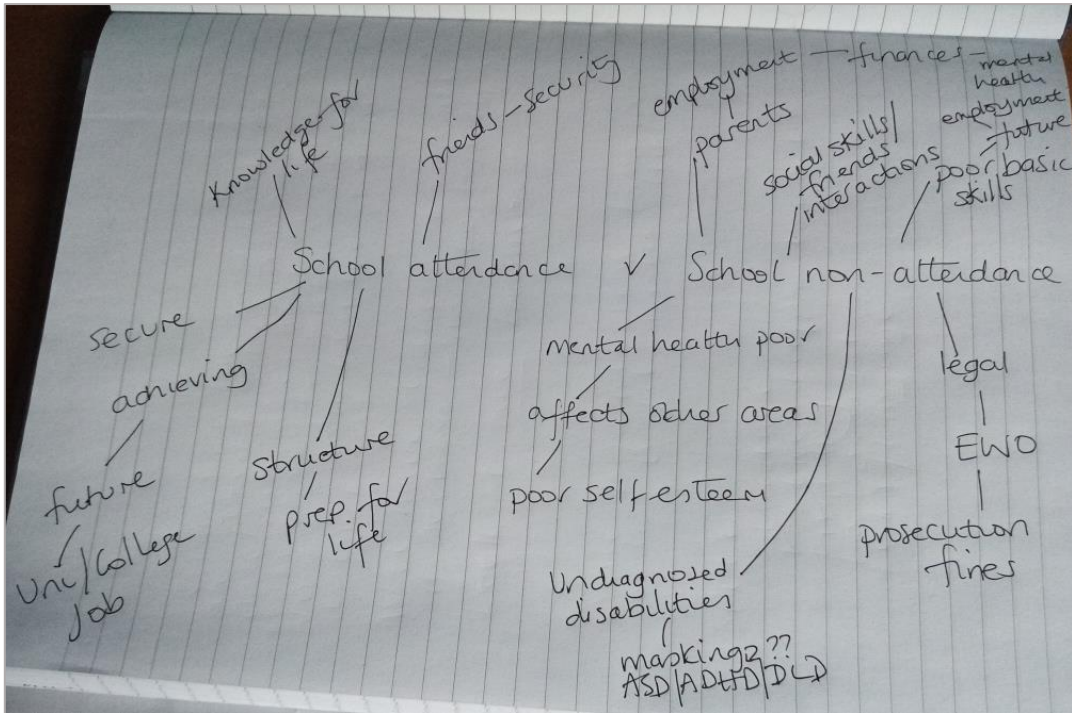 Knowledge for
life
friends – security
employment – finances –
mental
health
parents
social skills/
friends/
interactions
employment
future
poor basic
skills
School attendance v School non-attendance
secure
achieving
future
Uni/College
Job
structure
prep. for
life
mental health poor
affects other areas
poor self esteem
Undiagnosed
disabilities
masking ??
ASD/ADHD/DLD
legal
EWO
prosecution
fines